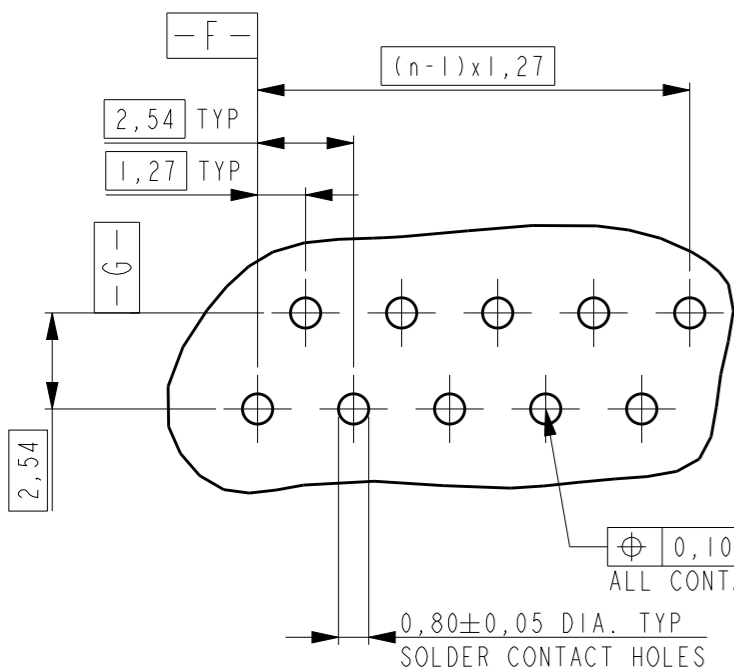 -F-
(n-1)x1,27
2,54 TYP
1,27 TYP
-G-
2,54
⌖ 0,10
ALL CONT.
0,80±0,05 DIA. TYP
SOLDER CONTACT HOLES